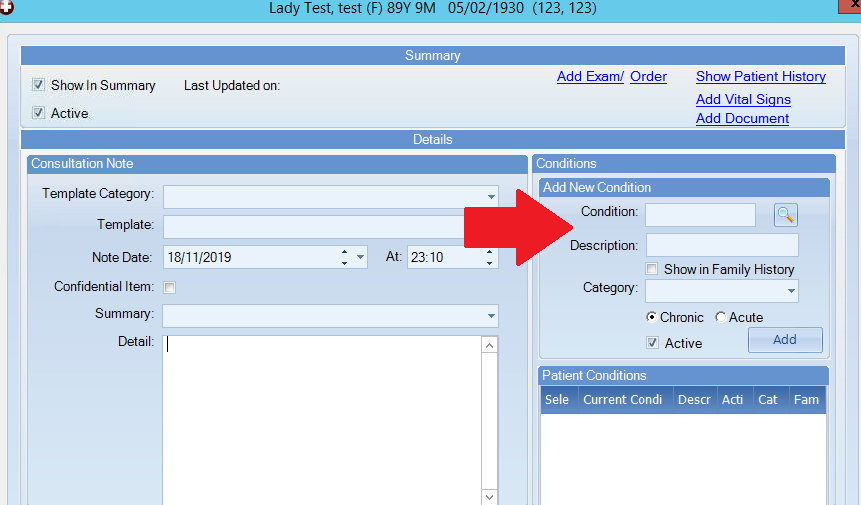 Lady Test, test (F) 89Y 9M 05/02/1930 (123, 123)
x
Summary
Show In Summary
Last Updated on:
Add Exam/ Order
Show Patient History
Active
Add Vital Signs
Add Document
Details
Consultation Note
Template Category:
Template:
Note Date: 18/11/2019 At: 23:10
Confidential Item:
Summary:
Detail:
Conditions
Add New Condition
Condition:
Description:
Show in Family History
Category:
Chronic Acute
Active Add
Patient Conditions
Sele Current Condi Descr Acti Cat Fam